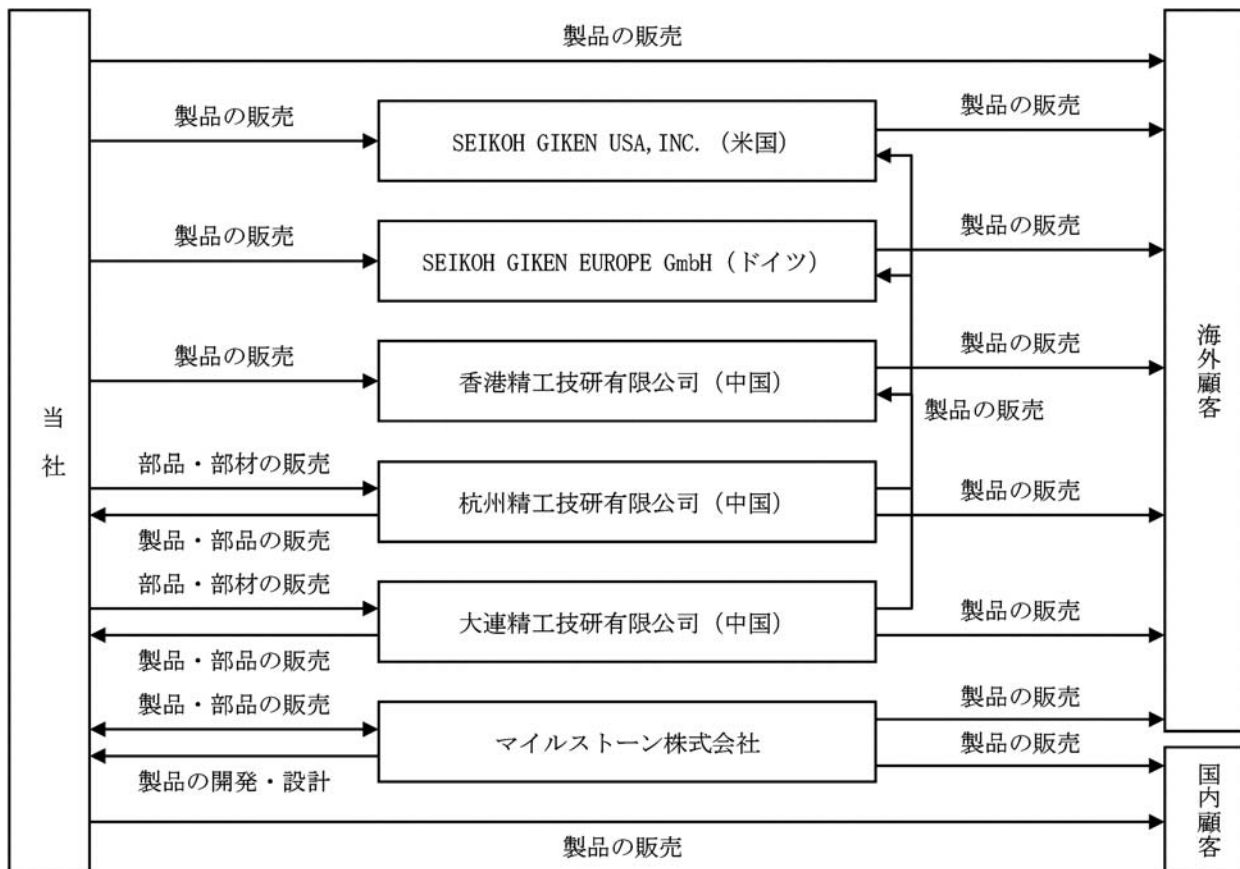 製品の販売
製品の販売
SEIKOH GIKEN USA,INC. (米国)
製品の販売
製品の販売
SEIKOH GIKEN EUROPE GmbH (ドイツ)
製品の販売
製品の販売
香港精工技研有限公司 (中国)
製品の販売
製品の販売
当社
海外顧客
部品・部材の販売
杭州精工技研有限公司 (中国)
製品の販売
製品・部品の販売
部品・部材の販売
大連精工技研有限公司 (中国)
製品の販売
製品・部品の販売
製品・部品の販売
マイルストーン株式会社
製品の販売
製品の販売
製品の開発・設計
国内顧客
製品の販売